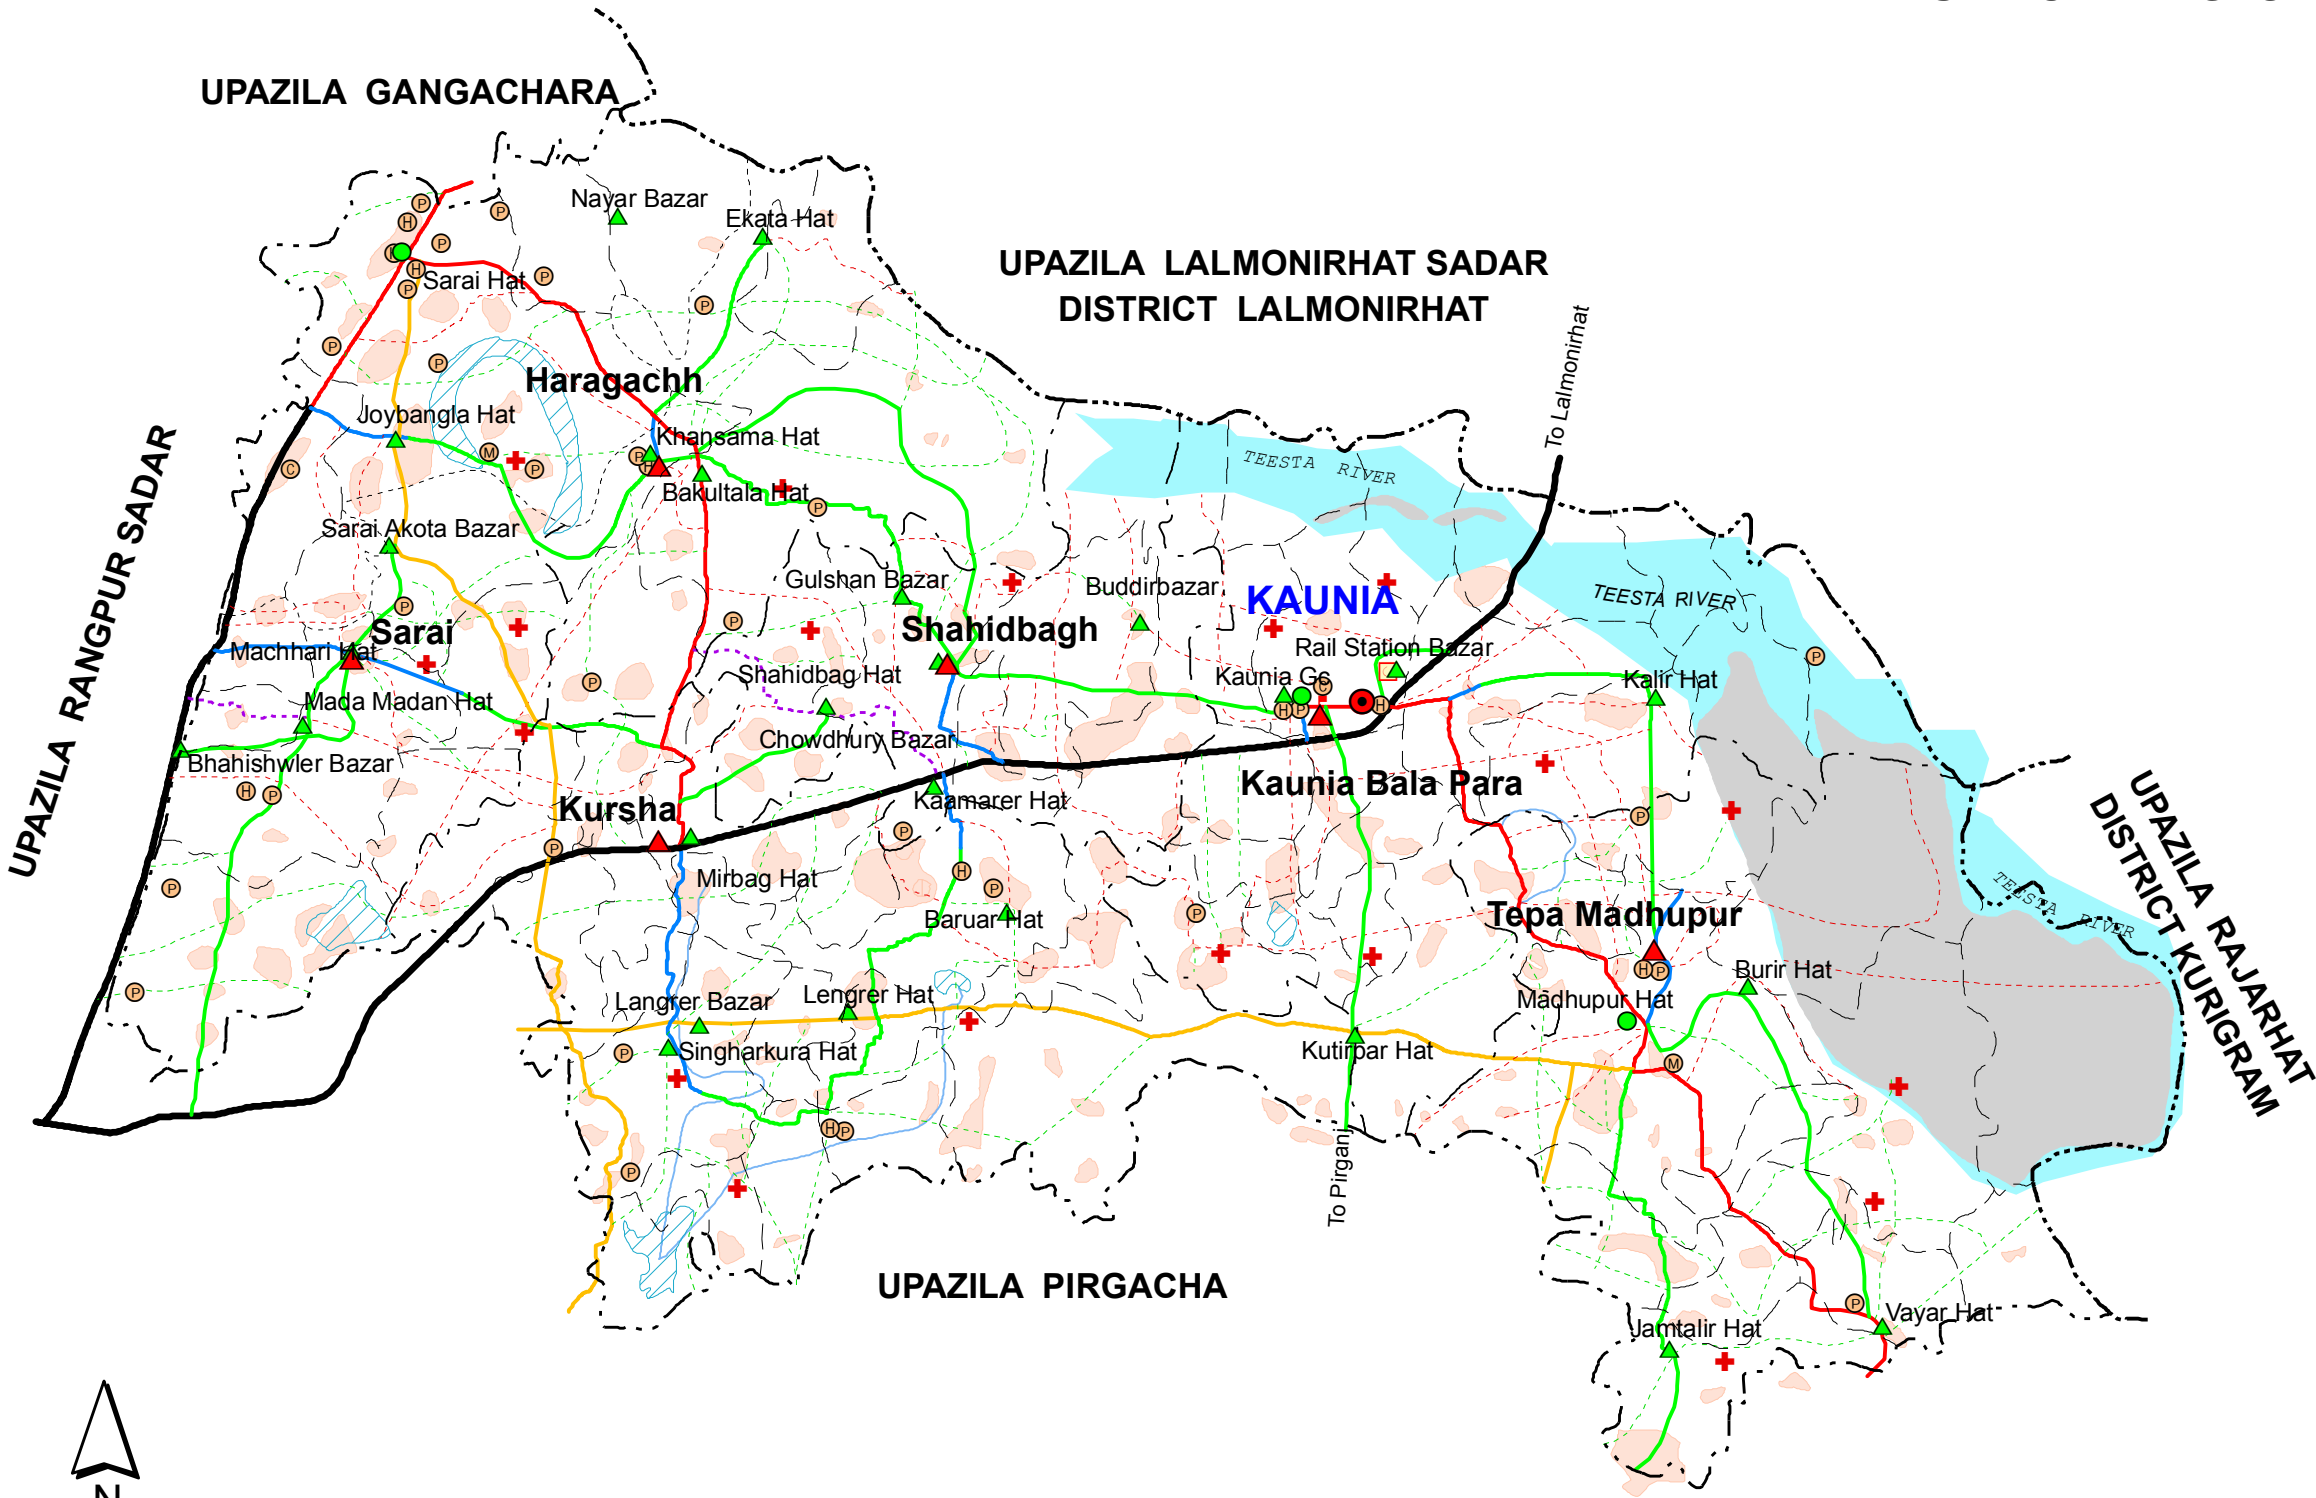 UPAZILA GANGACHARA
Nayar Bazar
Ekata Hat
UPAZILA LALMONIRHAT SADAR
DISTRICT LALMONIRHAT
Sarai Hat
To Lalmonirhat
Haragachh
Joybangla Hat
Khansama Hat
TEESTA RIVER
Bakultala Hat
UPAZILA RANGPUR SADAR
Sarai Akota Bazar
Gulshan Bazar
Buddirbazar
KAUNIA
TEESTA RIVER
Sarai
Shahidbagh
Machhari Hat
Rail Station Bazar
Shahidbag Hat
Kaunia Gc
Kalir Hat
Mada Madan Hat
Chowdhury Bazar
Bhahishwler Bazar
Kaunia Bala Para
Kursha
Kaamarer Hat
UPAZILA RAJARHAT
DISTRICT KURIGRAM
Mirbag Hat
TEESTA RIVER
Baruar Hat
Tepa Madhupur
Burir Hat
Langrer Bazar
Lengrer Hat
Madhupur Hat
Singharkura Hat
Kutirpar Hat
To Pirganj
UPAZILA PIRGACHA
Vayar Hat
Jamtalir Hat
N